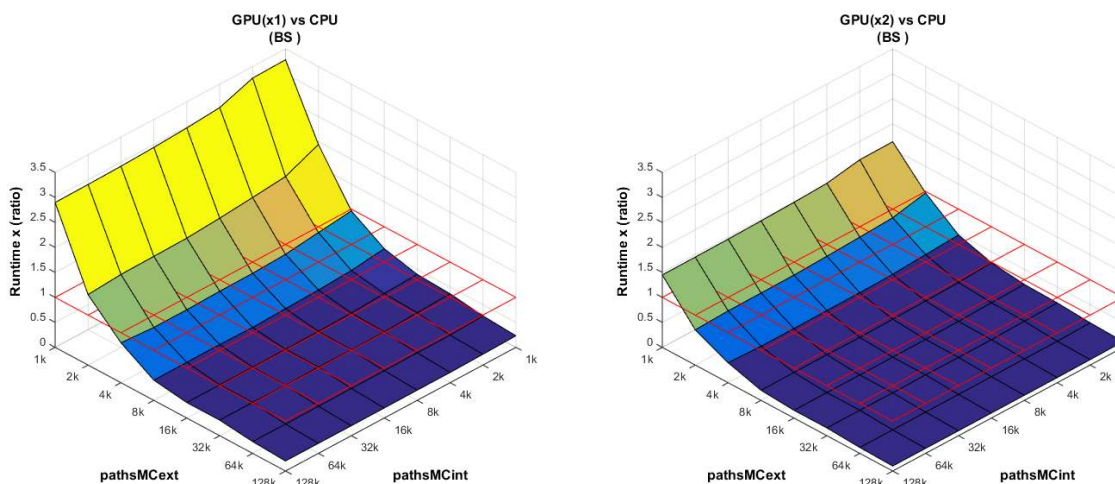 GPU(x1) vs CPU
(BS )
Runtime x (ratio)
3.5
3
2.5
2
1.5
1
0.5
0
1k
2k
4k
8k
16k
32k
64k
128k
pathsMCext
128k
64k
32k
16k
8k
4k
2k
1k
pathsMCint
GPU(x2) vs CPU
(BS )
Runtime x (ratio)
3.5
3
2.5
2
1.5
1
0.5
0
1k
2k
4k
8k
16k
32k
64k
128k
pathsMCext
128k
64k
32k
16k
8k
4k
2k
pathsMCint